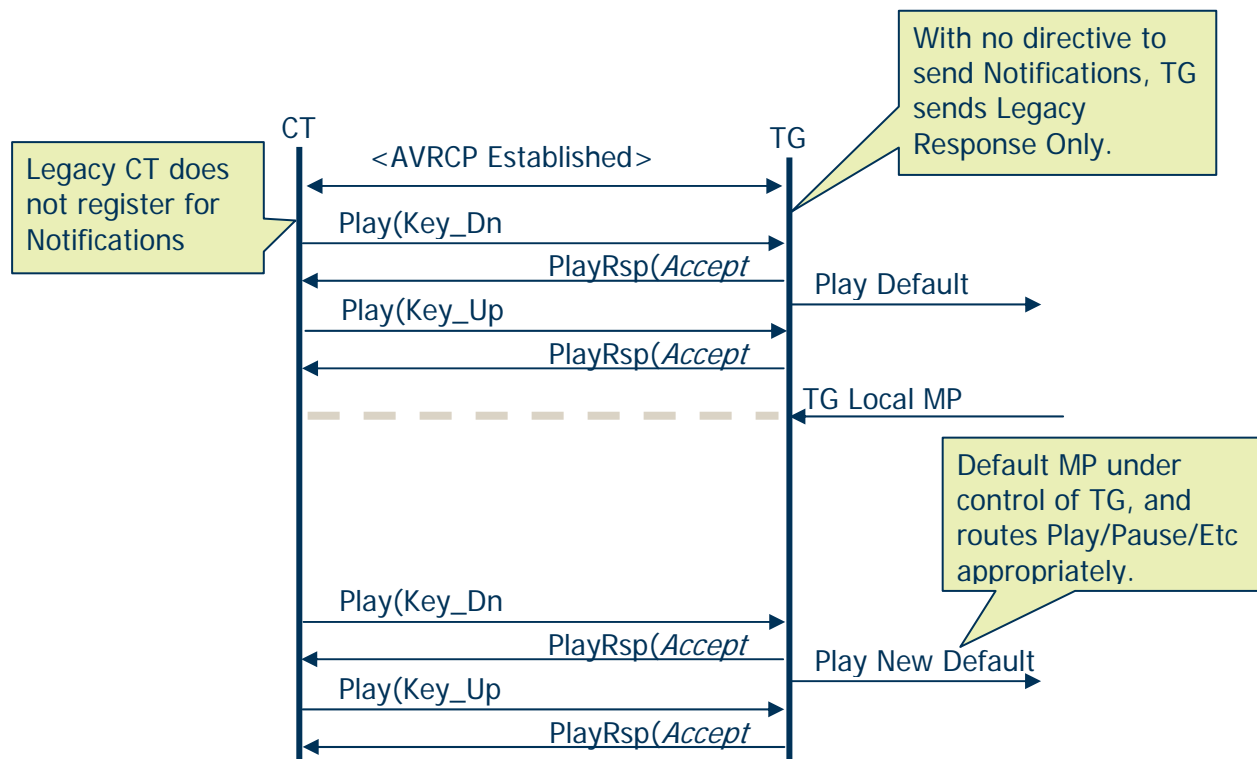 With no directive to
send Notifications, TG
sends Legacy
Response Only.
CT
TG
Legacy CT does
not register for
Notifications
<AVRCP Established>
Play(Key_Dn
PlayRsp(Accept
Play Default
Play(Key_Up
PlayRsp(Accept
TG Local MP
Default MP under
control of TG, and
routes Play/Pause/Etc
appropriately.
Play(Key_Dn
PlayRsp(Accept
Play New Default
Play(Key_Up
PlayRsp(Accept